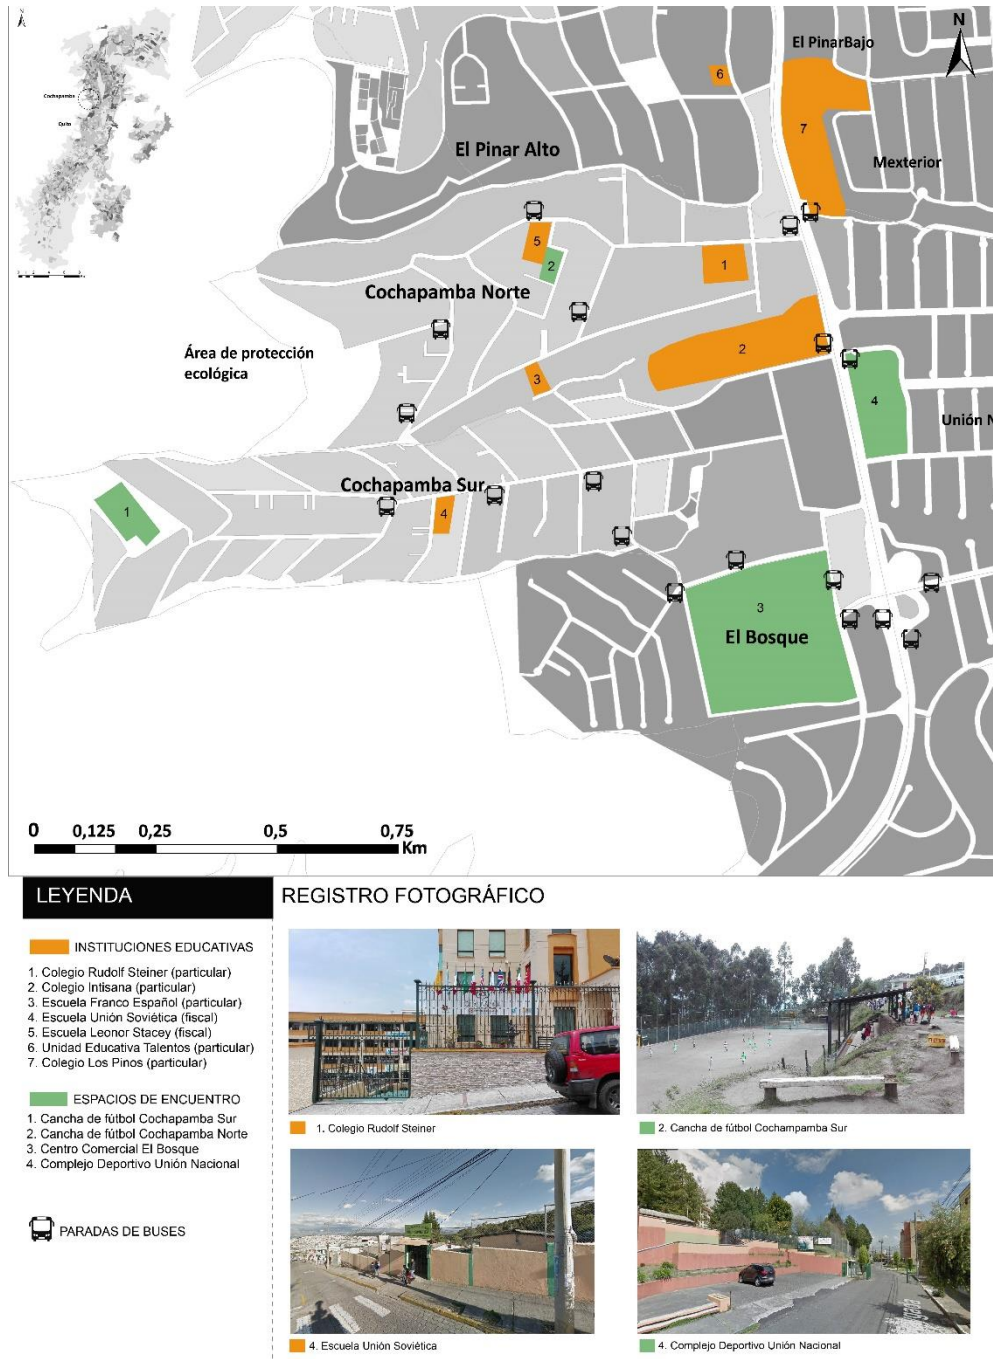 N
Cochapamba
Quito
El PinarBajo
6
7
El Pinar Alto
Mexterior
5
2
1
Cochapamba Norte
Área de protección
ecológica
2
3
4
Unión N
Cochapamba Sur
1
4
3
El Bosque
0 0,125 0,25 0,5 0,75
Km
LEYENDA
INSTITUCIONES EDUCATIVAS
1. Colegio Rudolf Steiner (particular)
2. Colegio Intisana (particular)
3. Escuela Franco Español (particular)
4. Escuela Unión Soviética (fiscal)
5. Escuela Leonor Stacey (fiscal)
6. Unidad Educativa Talentos (particular)
7. Colegio Los Pinos (particular)
ESPACIOS DE ENCUENTRO
1. Cancha de fútbol Cochapamba Sur
2. Cancha de fútbol Cochapamba Norte
3. Centro Comercial El Bosque
4. Complejo Deportivo Unión Nacional
PARADAS DE BUSES
REGISTRO FOTOGRÁFICO
1. Colegio Rudolf Steiner
2. Cancha de fútbol Cochampamba Sur
4. Escuela Unión Soviética
4. Complejo Deportivo Unión Nacional